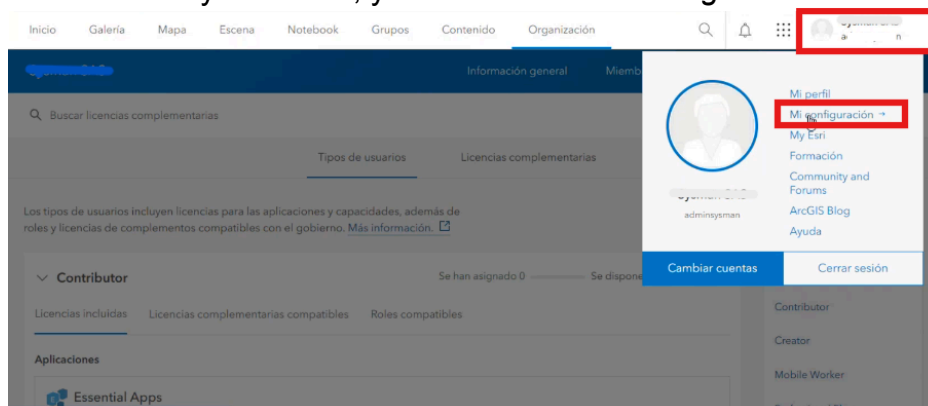 Inicio Galería Mapa Escena Notebook Grupos Contenido Organización
Información general Miemb
Buscar licencias complementarias
Tipos de usuarios Licencias complementarias
Los tipos de usuarios incluyen licencias para las aplicaciones y capacidades, además de
roles y licencias de complementos compatibles con el gobierno. Más información.
Contributor
Se han asignado 0 Se dispone
Licencias incluidas Licencias complementarias compatibles Roles compatibles
Aplicaciones
Essential Apps
Mi perfil
Mi configuración →
My Esri
Formación
Community and
Forums
ArcGIS Blog
Ayuda
adminsysman
Cambiar cuentas Cerrar sesión
Contributor
Creator
Mobile Worker